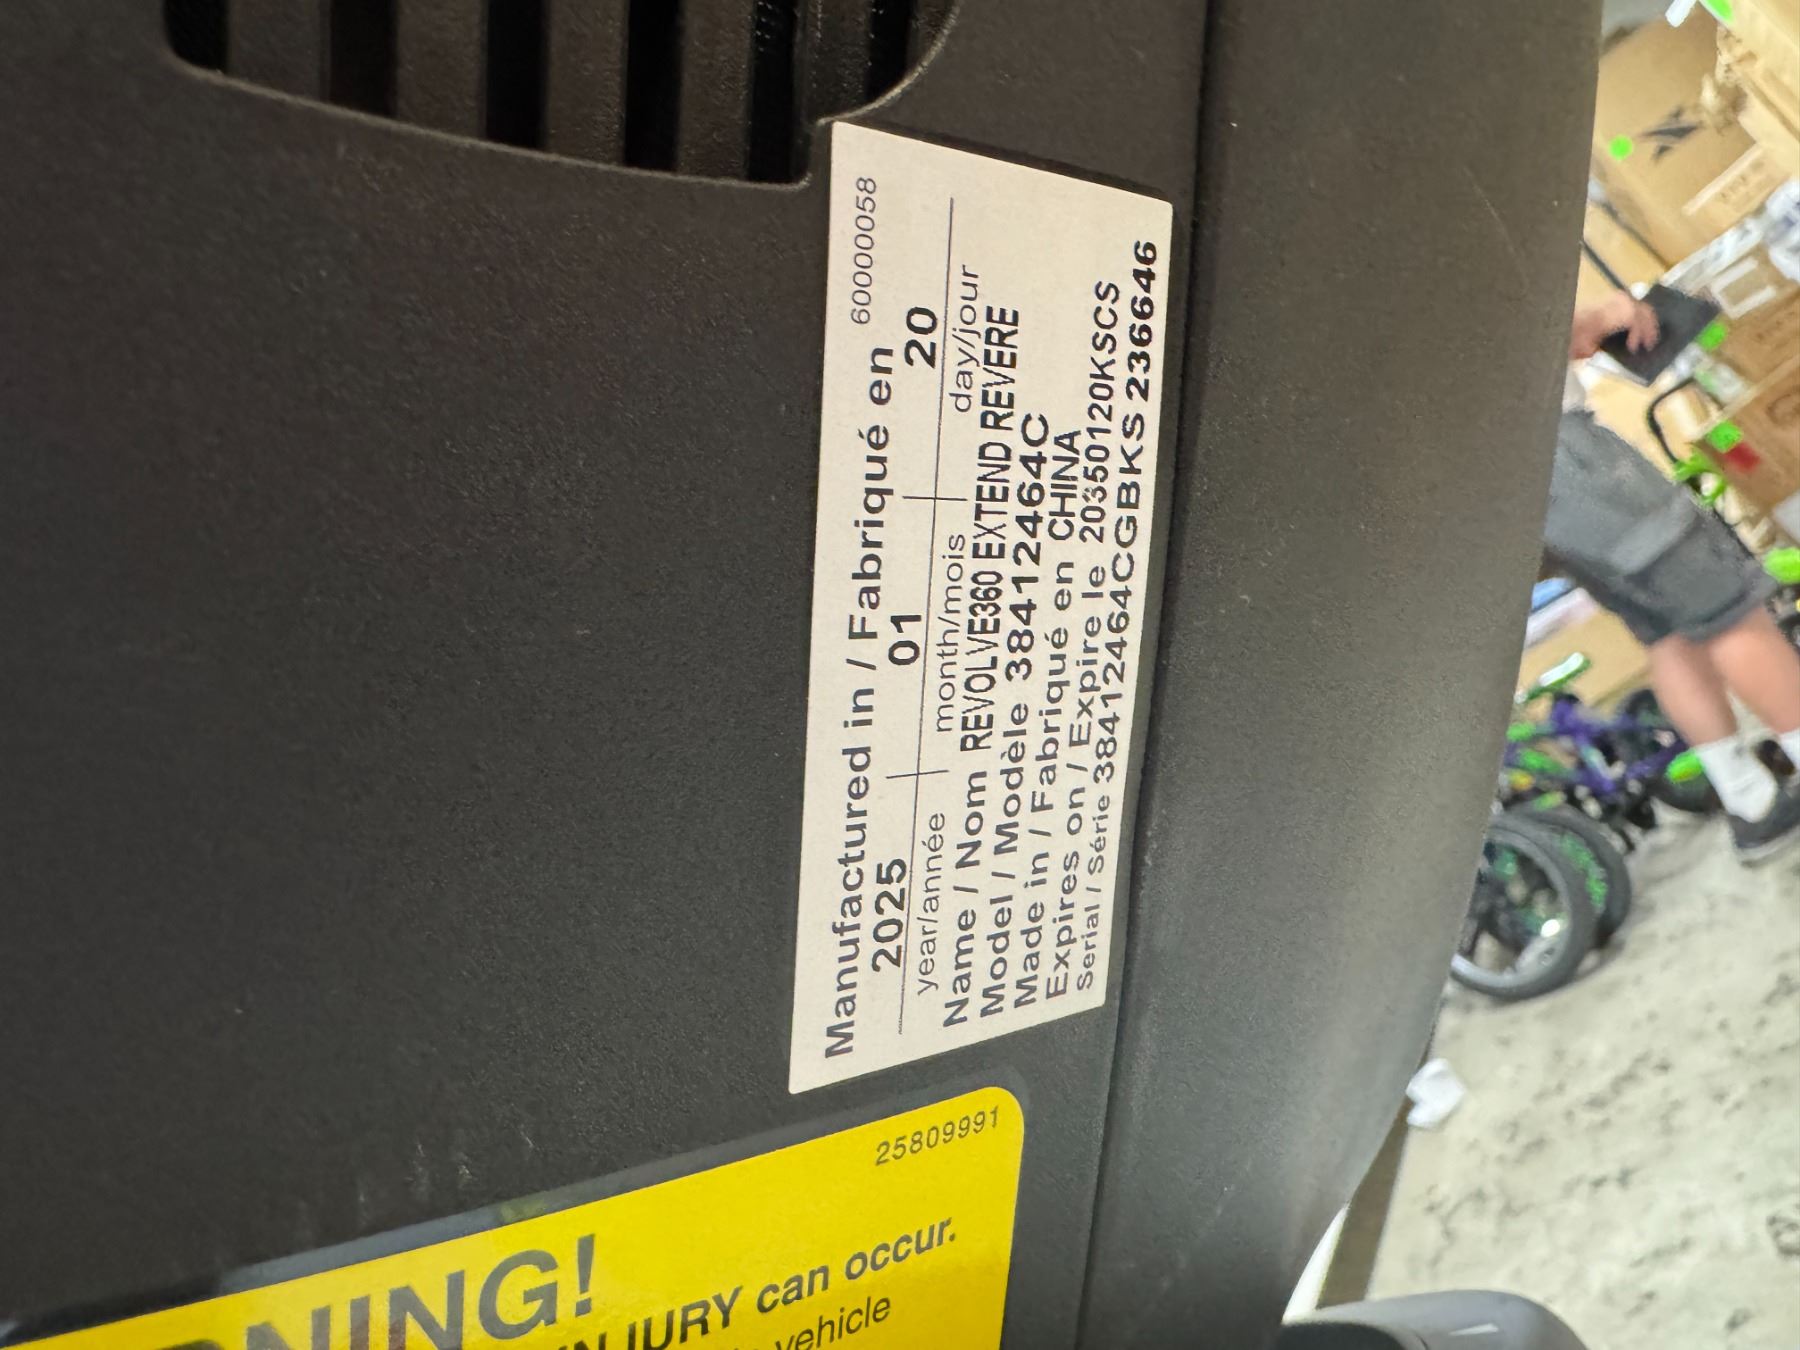 60000058
Manufactured in / Fabriqué en
2025 01 20
year/année month/mois day/jour
Name / Nom REVOLVE360 EXTEND REVERE
Model / Modèle 38412464C
Made in / Fabriqué en CHINA
Expires on / Expire le 20350120KSCS
Serial / Série 38412464CGBKS 236646
25809991
RNING!
INJURY can occur.
vehicle